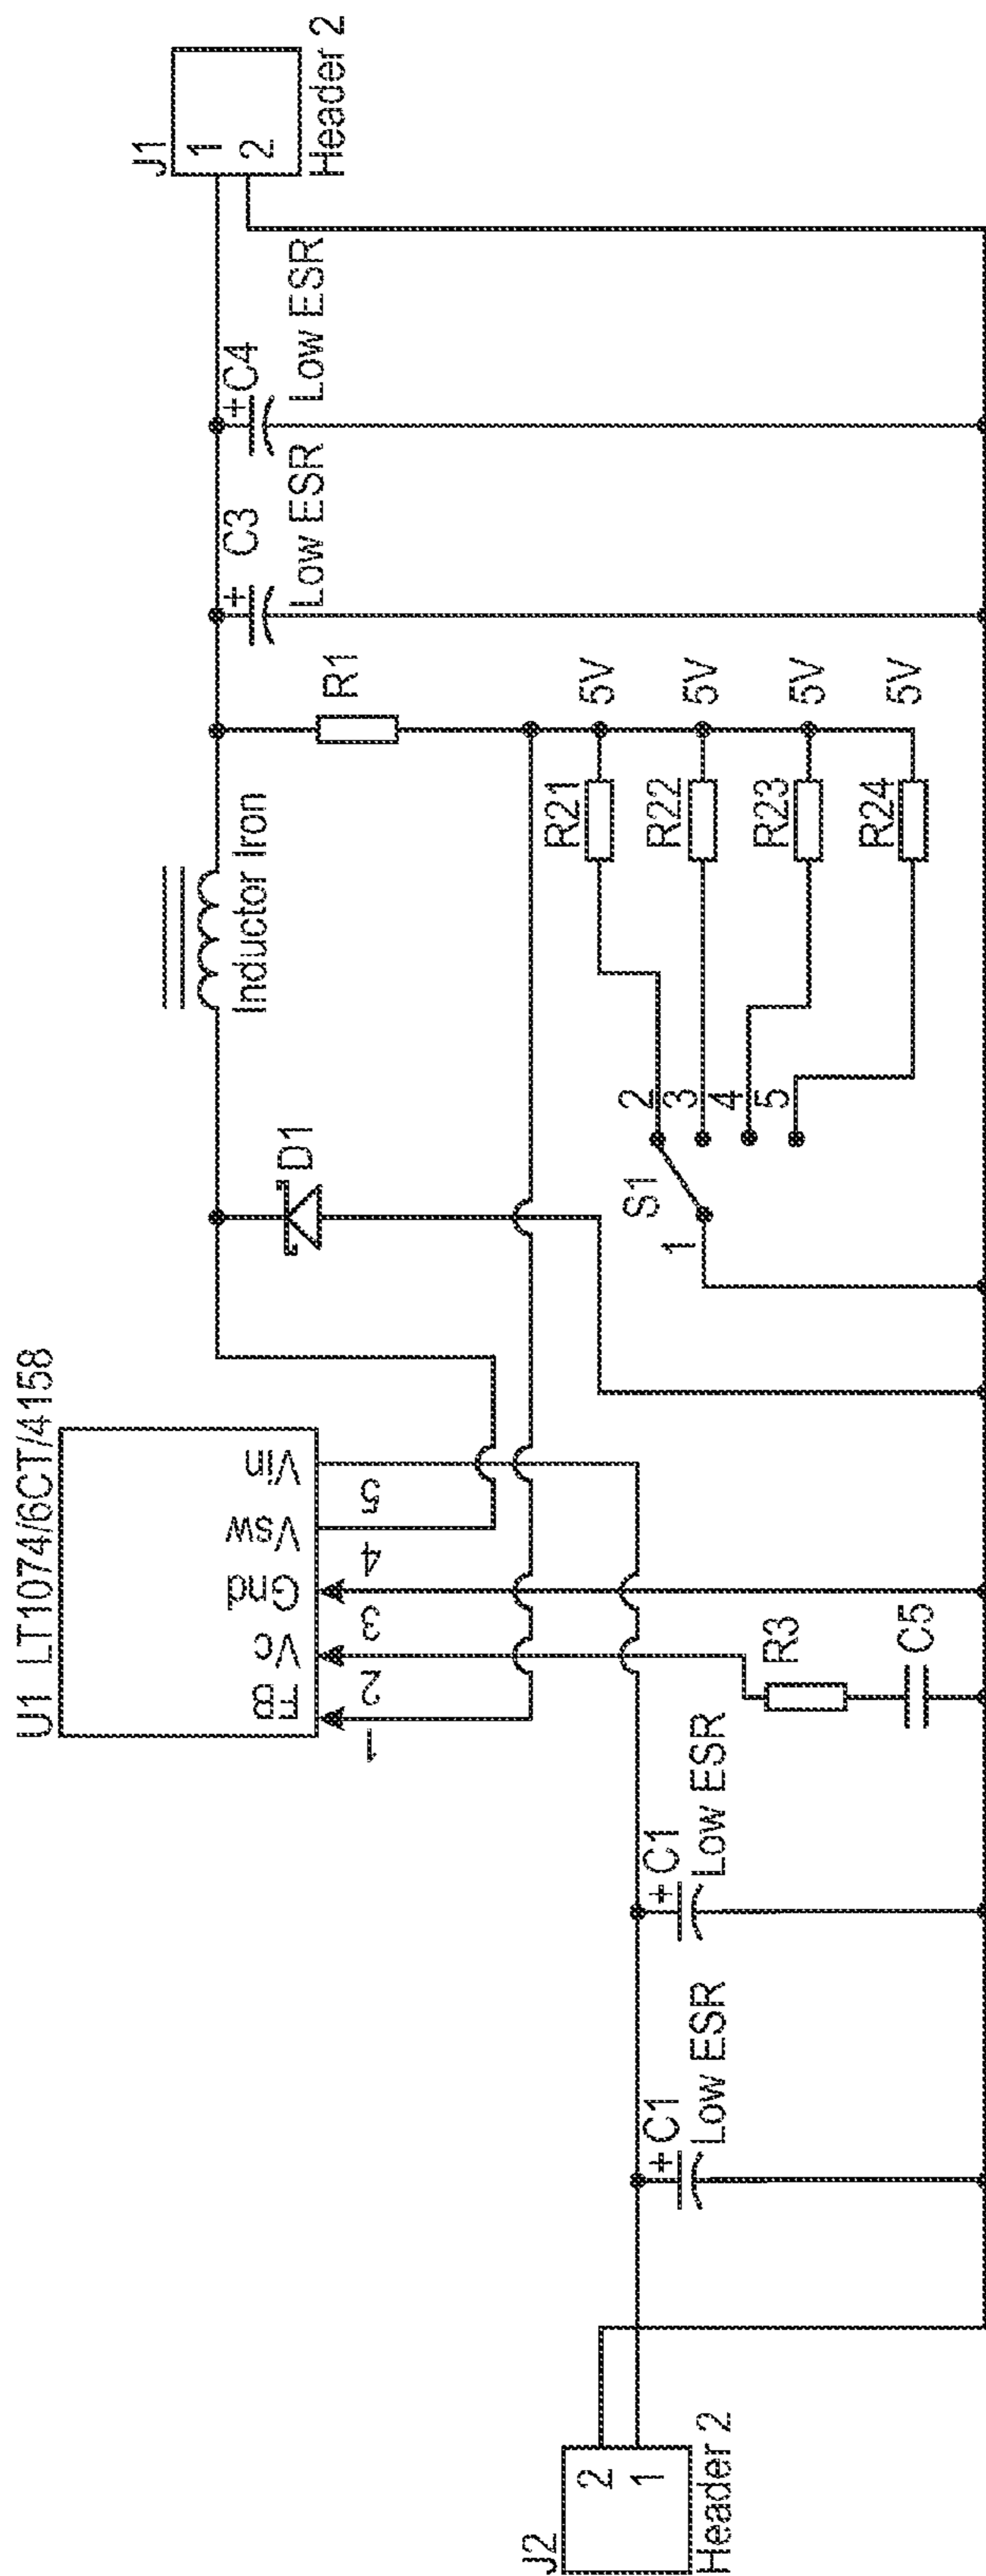 U1 LT1074/6CT/4158
FB
Vc
Gnd
Vsw
Vin
1
2
3
4
5
J2
2
1
Header 2
+
C1
Low ESR
+
C1
Low ESR
R3
C5
D1
Inductor Iron
S1
1
2
3
4
5
R1
R21
5V
R22
5V
R23
5V
R24
5V
+
C3
Low ESR
+
C4
Low ESR
J1
1
2
Header 2